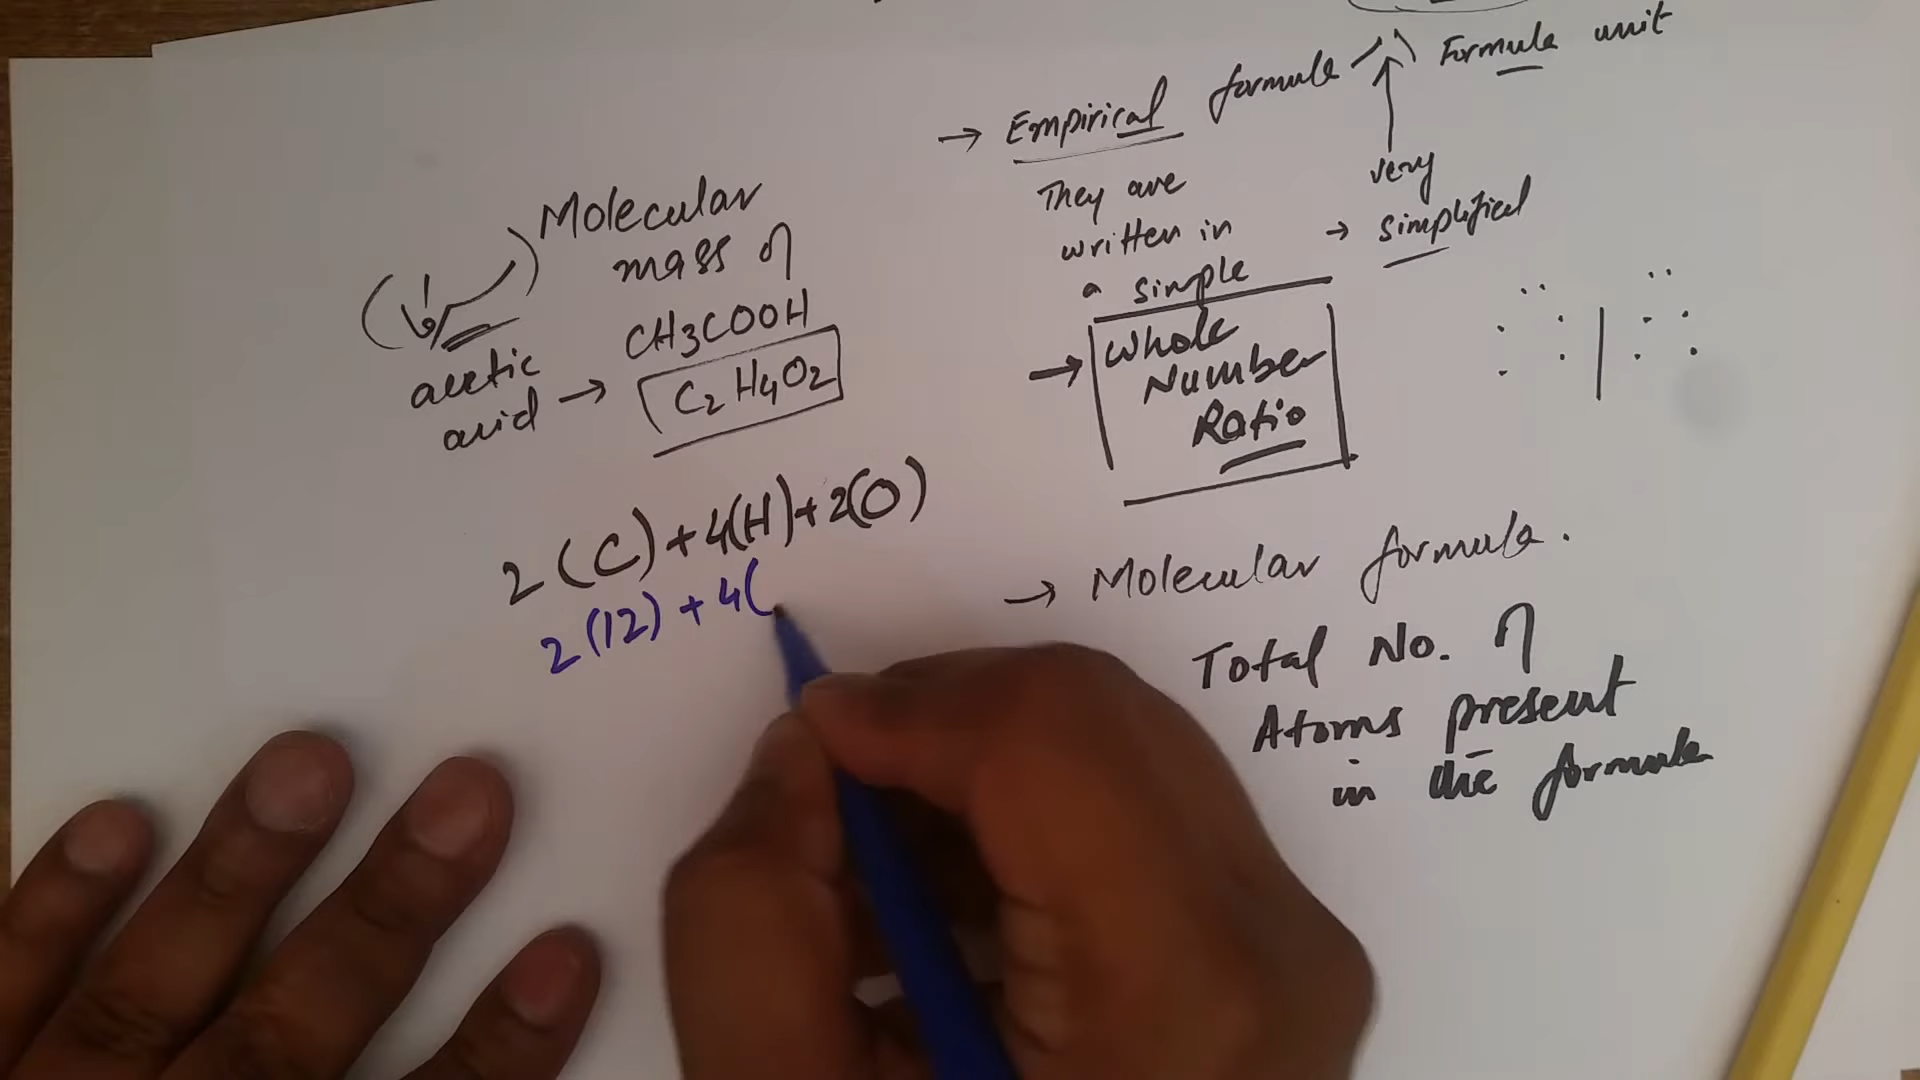 Molecular
mass of
CH3COOH
acetic
acid → C2H4O2
2(C)+4(H)+2(O)
2(12)+4(
→ Empirical formula
Formula unit
They are
written in
a simple
→ Whole
Number
Ratio
very
→ simplified
→ Molecular formula.
Total No. of
Atoms present
in the formula